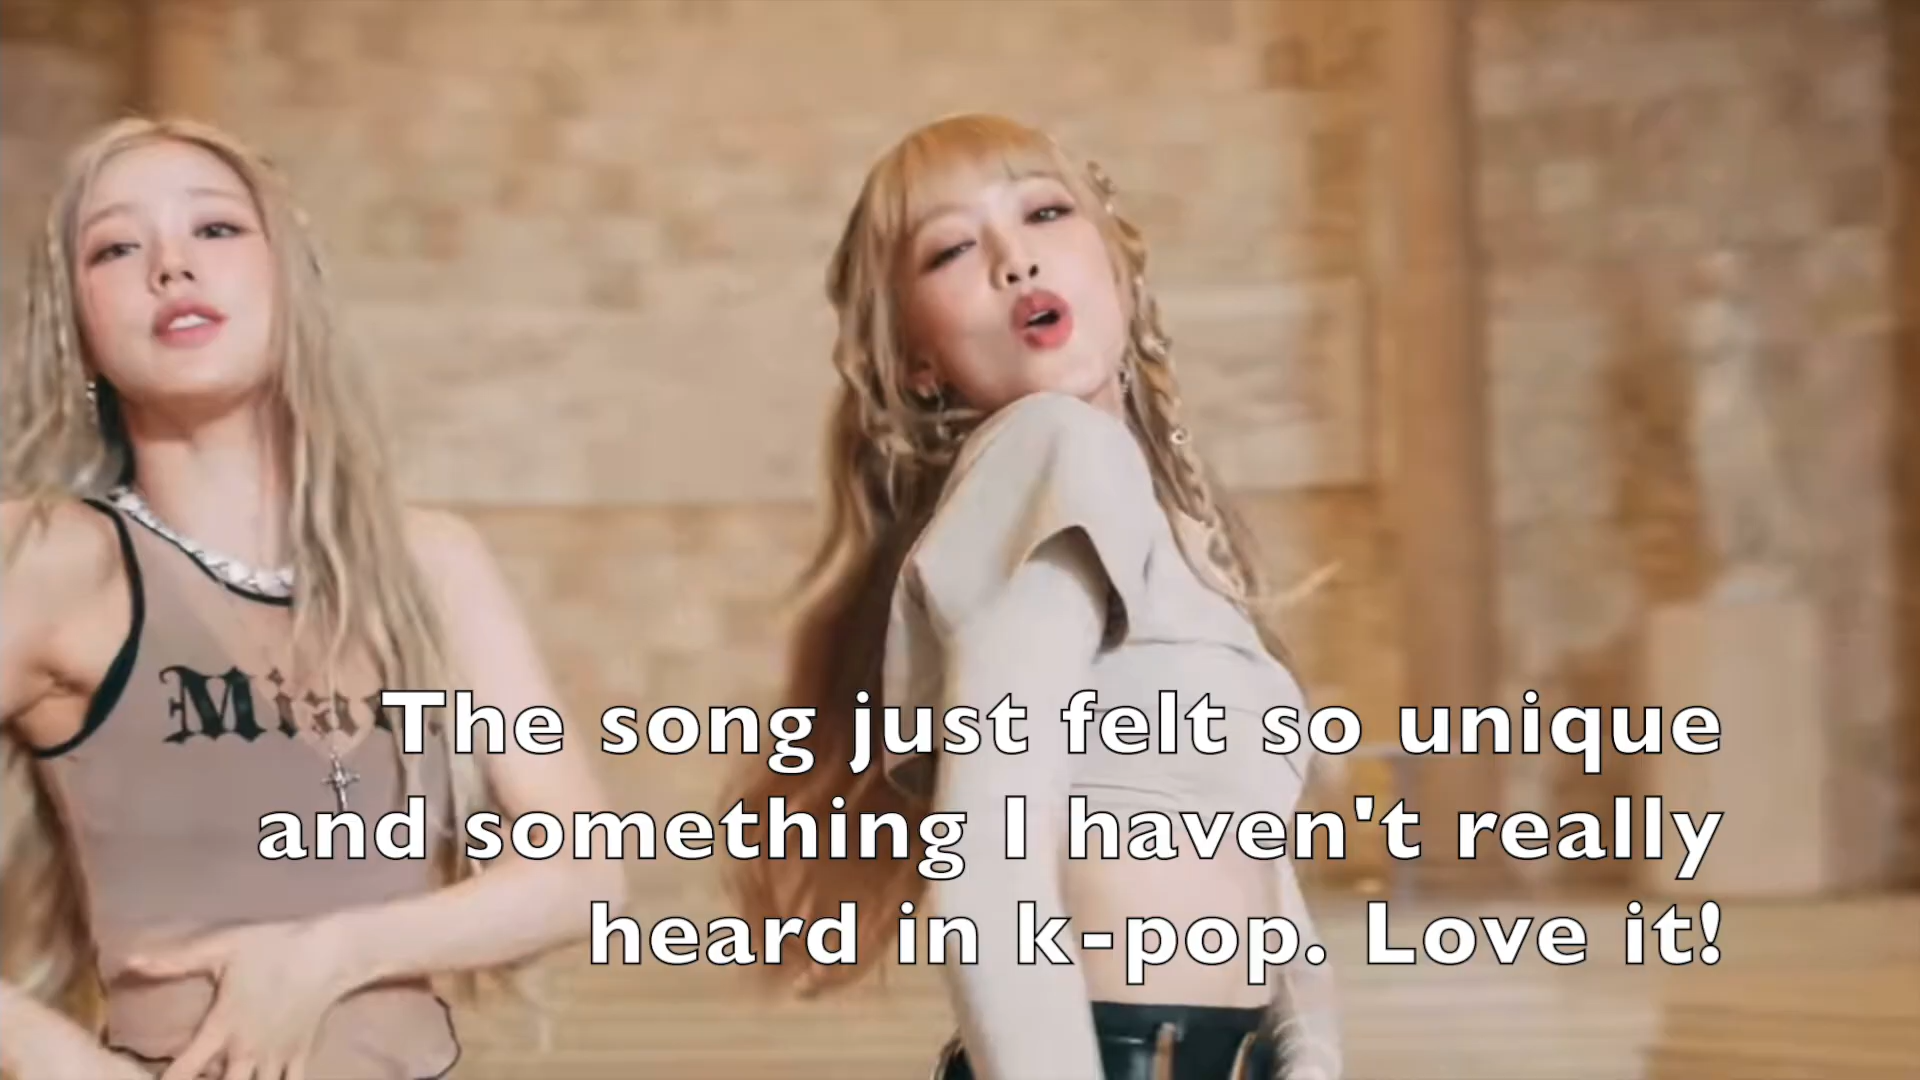 The song just felt so unique
and something I haven't really
heard in k-pop. Love it!